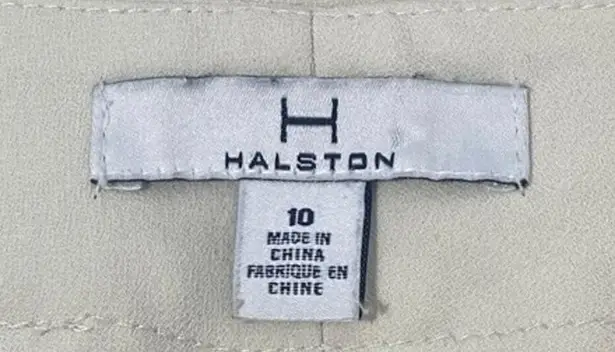 H
HALSTON
10
MADE IN
CHINA
FABRIQUE EN
CHINE